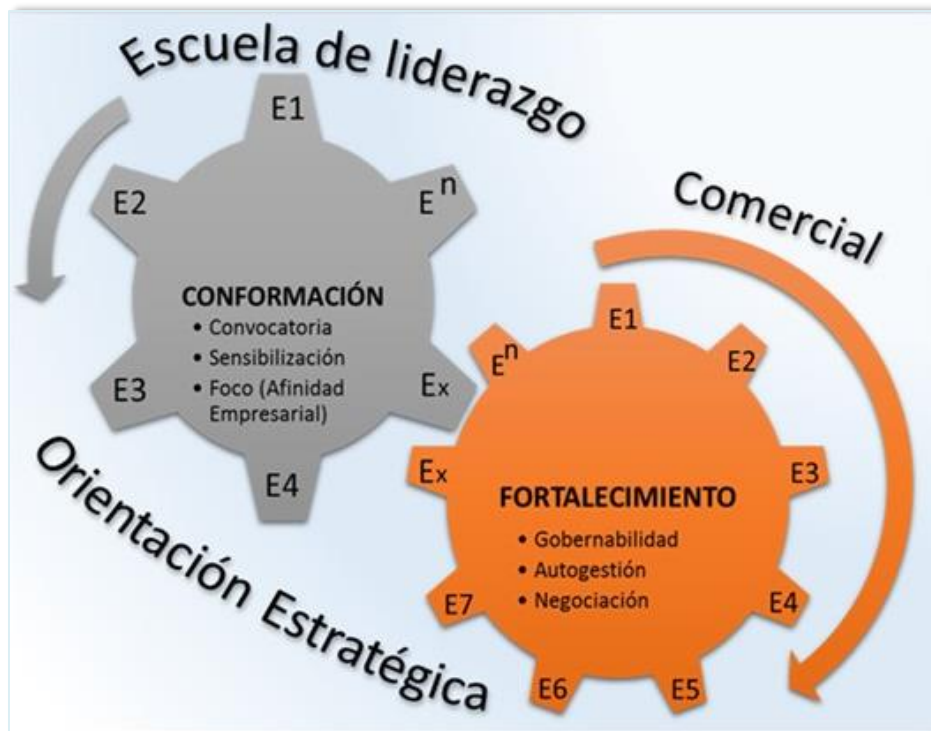 Escuela de liderazgo
E1
E2
Eⁿ
CONFORMACIÓN
• Convocatoria
• Sensibilización
• Foco (Afinidad
Empresarial)
E3
Ex
E4
Orientación Estratégica
Comercial
E1
Eⁿ
E2
Ex
E3
FORTALECIMIENTO
• Gobernabilidad
• Autogestión
• Negociación
E7
E4
E6
E5